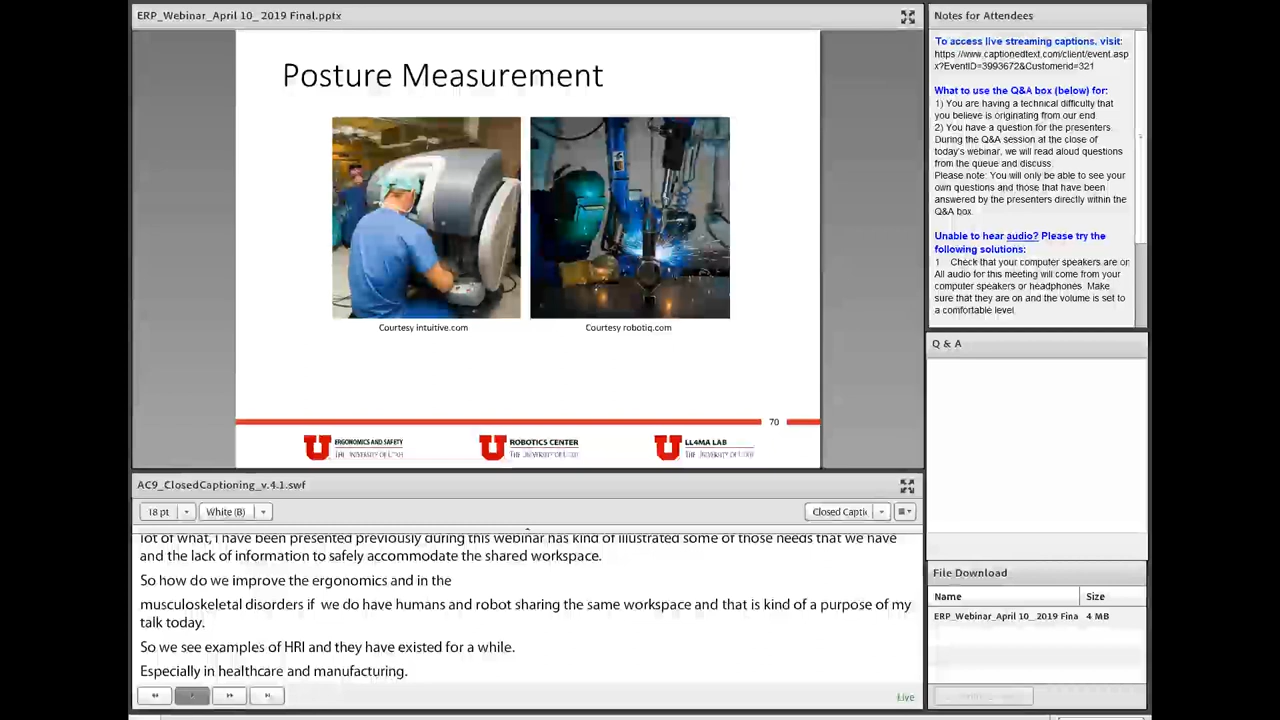 ERP_Webinar_April 10_ 2019 Final.pptx
Posture Measurement
Courtesy intuitive.com
Courtesy robotiq.com
70
ERGONOMICS AND SAFETY
THE UNIVERSITY OF UTAH
ROBOTICS CENTER
THE UNIVERSITY OF UTAH
LL4MA LAB
THE UNIVERSITY OF UTAH
AC9_ClosedCaptioning_v.4.1.swf
18 pt
White (B)
Closed Captic
lot of what, i have been presented previously during this webinar has kind of illustrated some of those needs that we have
and the lack of information to safely accommodate the shared workspace.
So how do we improve the ergonomics and in the
musculoskeletal disorders if we do have humans and robot sharing the same workspace and that is kind of a purpose of my
talk today.
So we see examples of HRI and they have existed for a while.
Especially in healthcare and manufacturing.
Live
Notes for Attendees
To access live streaming captions, visit:
https://www.captionedtext.com/client/event.asp
x?EventID=3993672&Customerid=321
What to use the Q&A box (below) for:
1) You are having a technical difficulty that
you believe is originating from our end
2) You have a question for the presenters.
During the Q&A session at the close of
today's webinar, we will read aloud questions
from the queue and discuss.
Please note: You will only be able to see your
own questions and those that have been
answered by the presenters directly within the
Q&A box.
Unable to hear audio? Please try the
following solutions:
1 Check that your computer speakers are on
All audio for this meeting will come from your
computer speakers or headphones. Make
sure that they are on and the volume is set to
a comfortable level.
Q & A
File Download
Name Size
ERP_Webinar_April 10_ 2019 Fina 4 MB